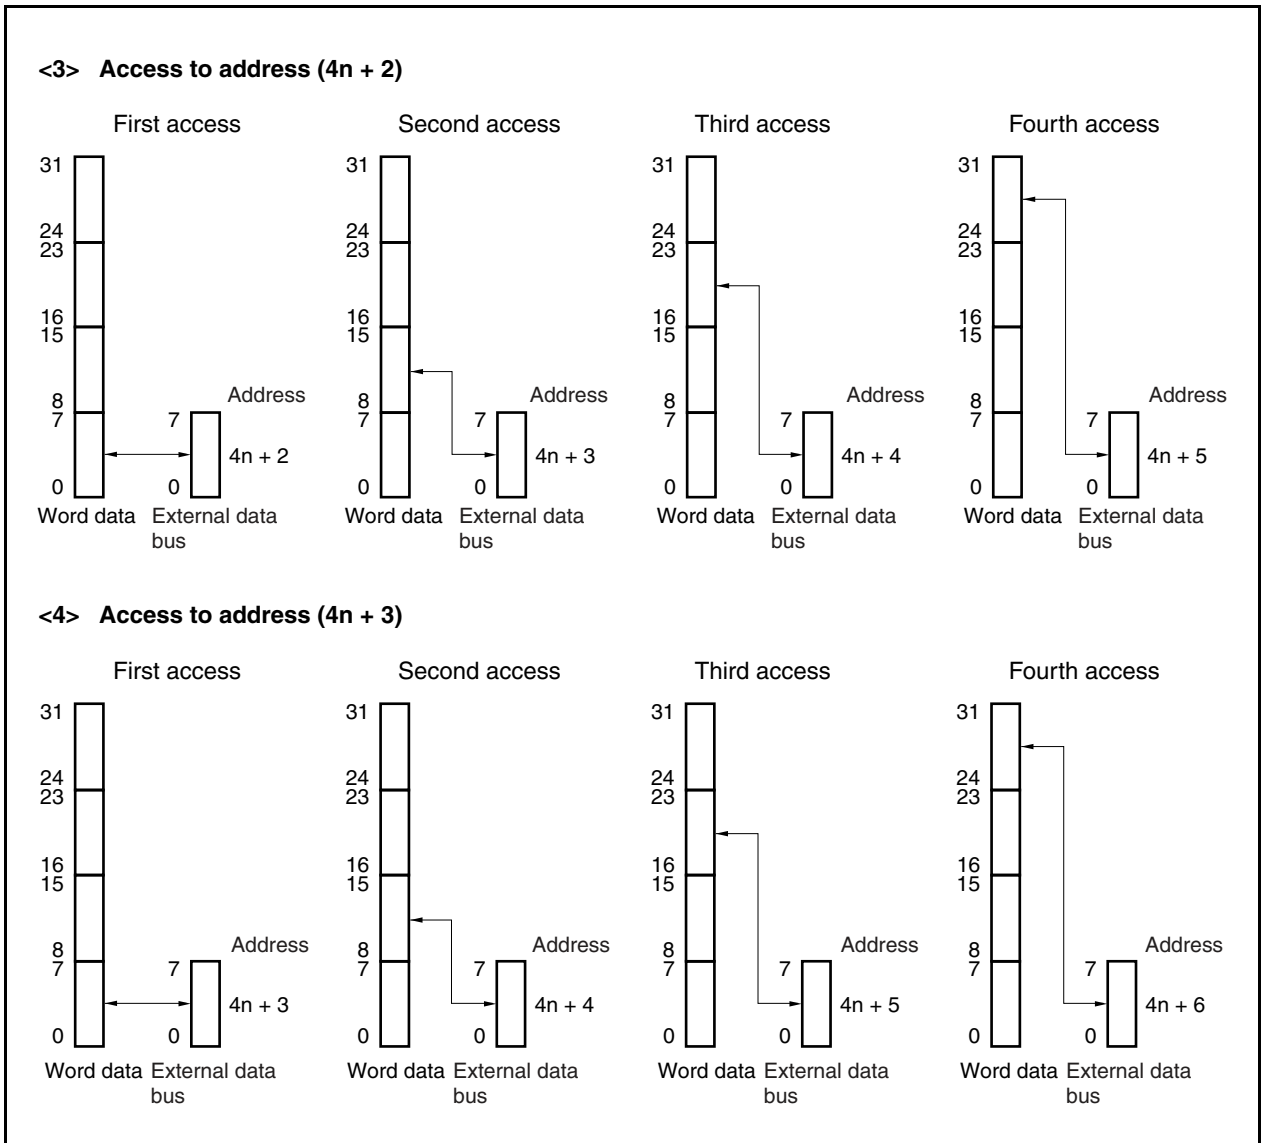 <3> Access to address (4n + 2)
First access
Second access
Third access
Fourth access
31
24
23
16
15
8
7
0
Address
7
4n + 2
0
Word data
External data
bus
31
24
23
16
15
8
7
0
Address
7
4n + 3
0
Word data
External data
bus
31
24
23
16
15
8
7
0
Address
7
4n + 4
0
Word data
External data
bus
31
24
23
16
15
8
7
0
Address
7
4n + 5
0
Word data
External data
bus
<4> Access to address (4n + 3)
First access
Second access
Third access
Fourth access
31
24
23
16
15
8
7
0
Address
7
4n + 3
0
Word data
External data
bus
31
24
23
16
15
8
7
0
Address
7
4n + 4
0
Word data
External data
bus
31
24
23
16
15
8
7
0
Address
7
4n + 5
0
Word data
External data
bus
31
24
23
16
15
8
7
0
Address
7
4n + 6
0
Word data
External data
bus